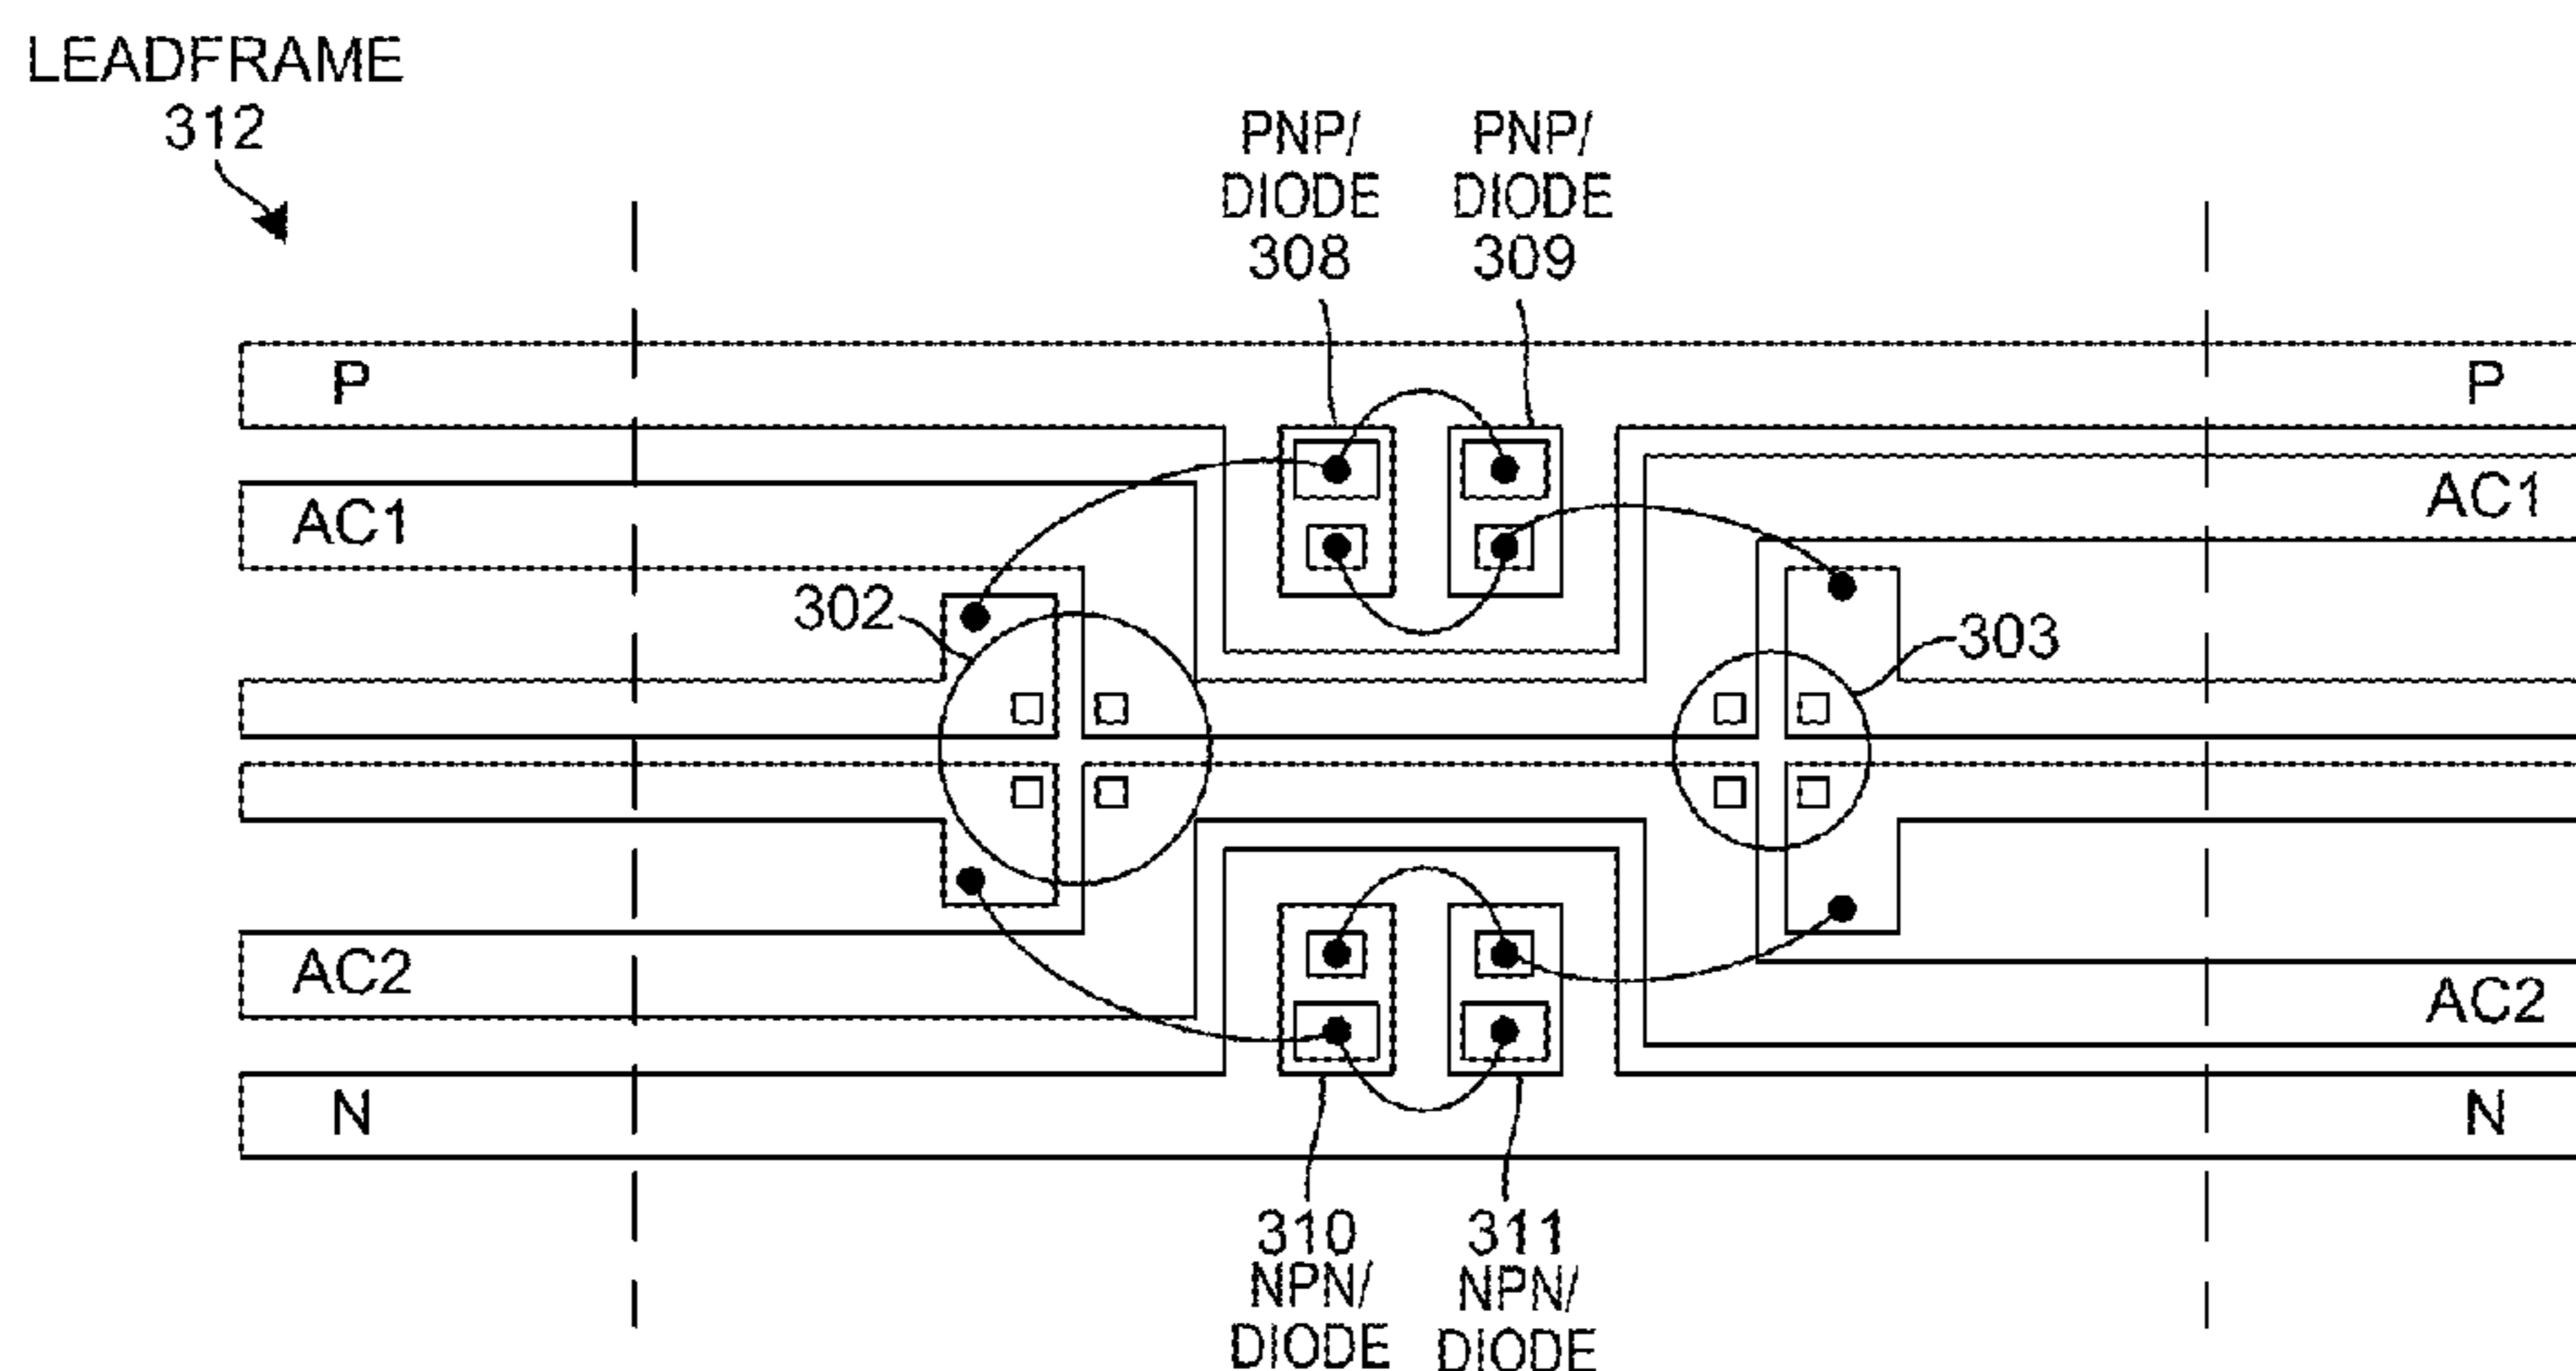 LEADFRAME
312
PNP/
DIODE
308
PNP/
DIODE
309
P
P
AC1
AC1
302
303
AC2
AC2
N
N
310
NPN/
DIODE
311
NPN/
DIODE